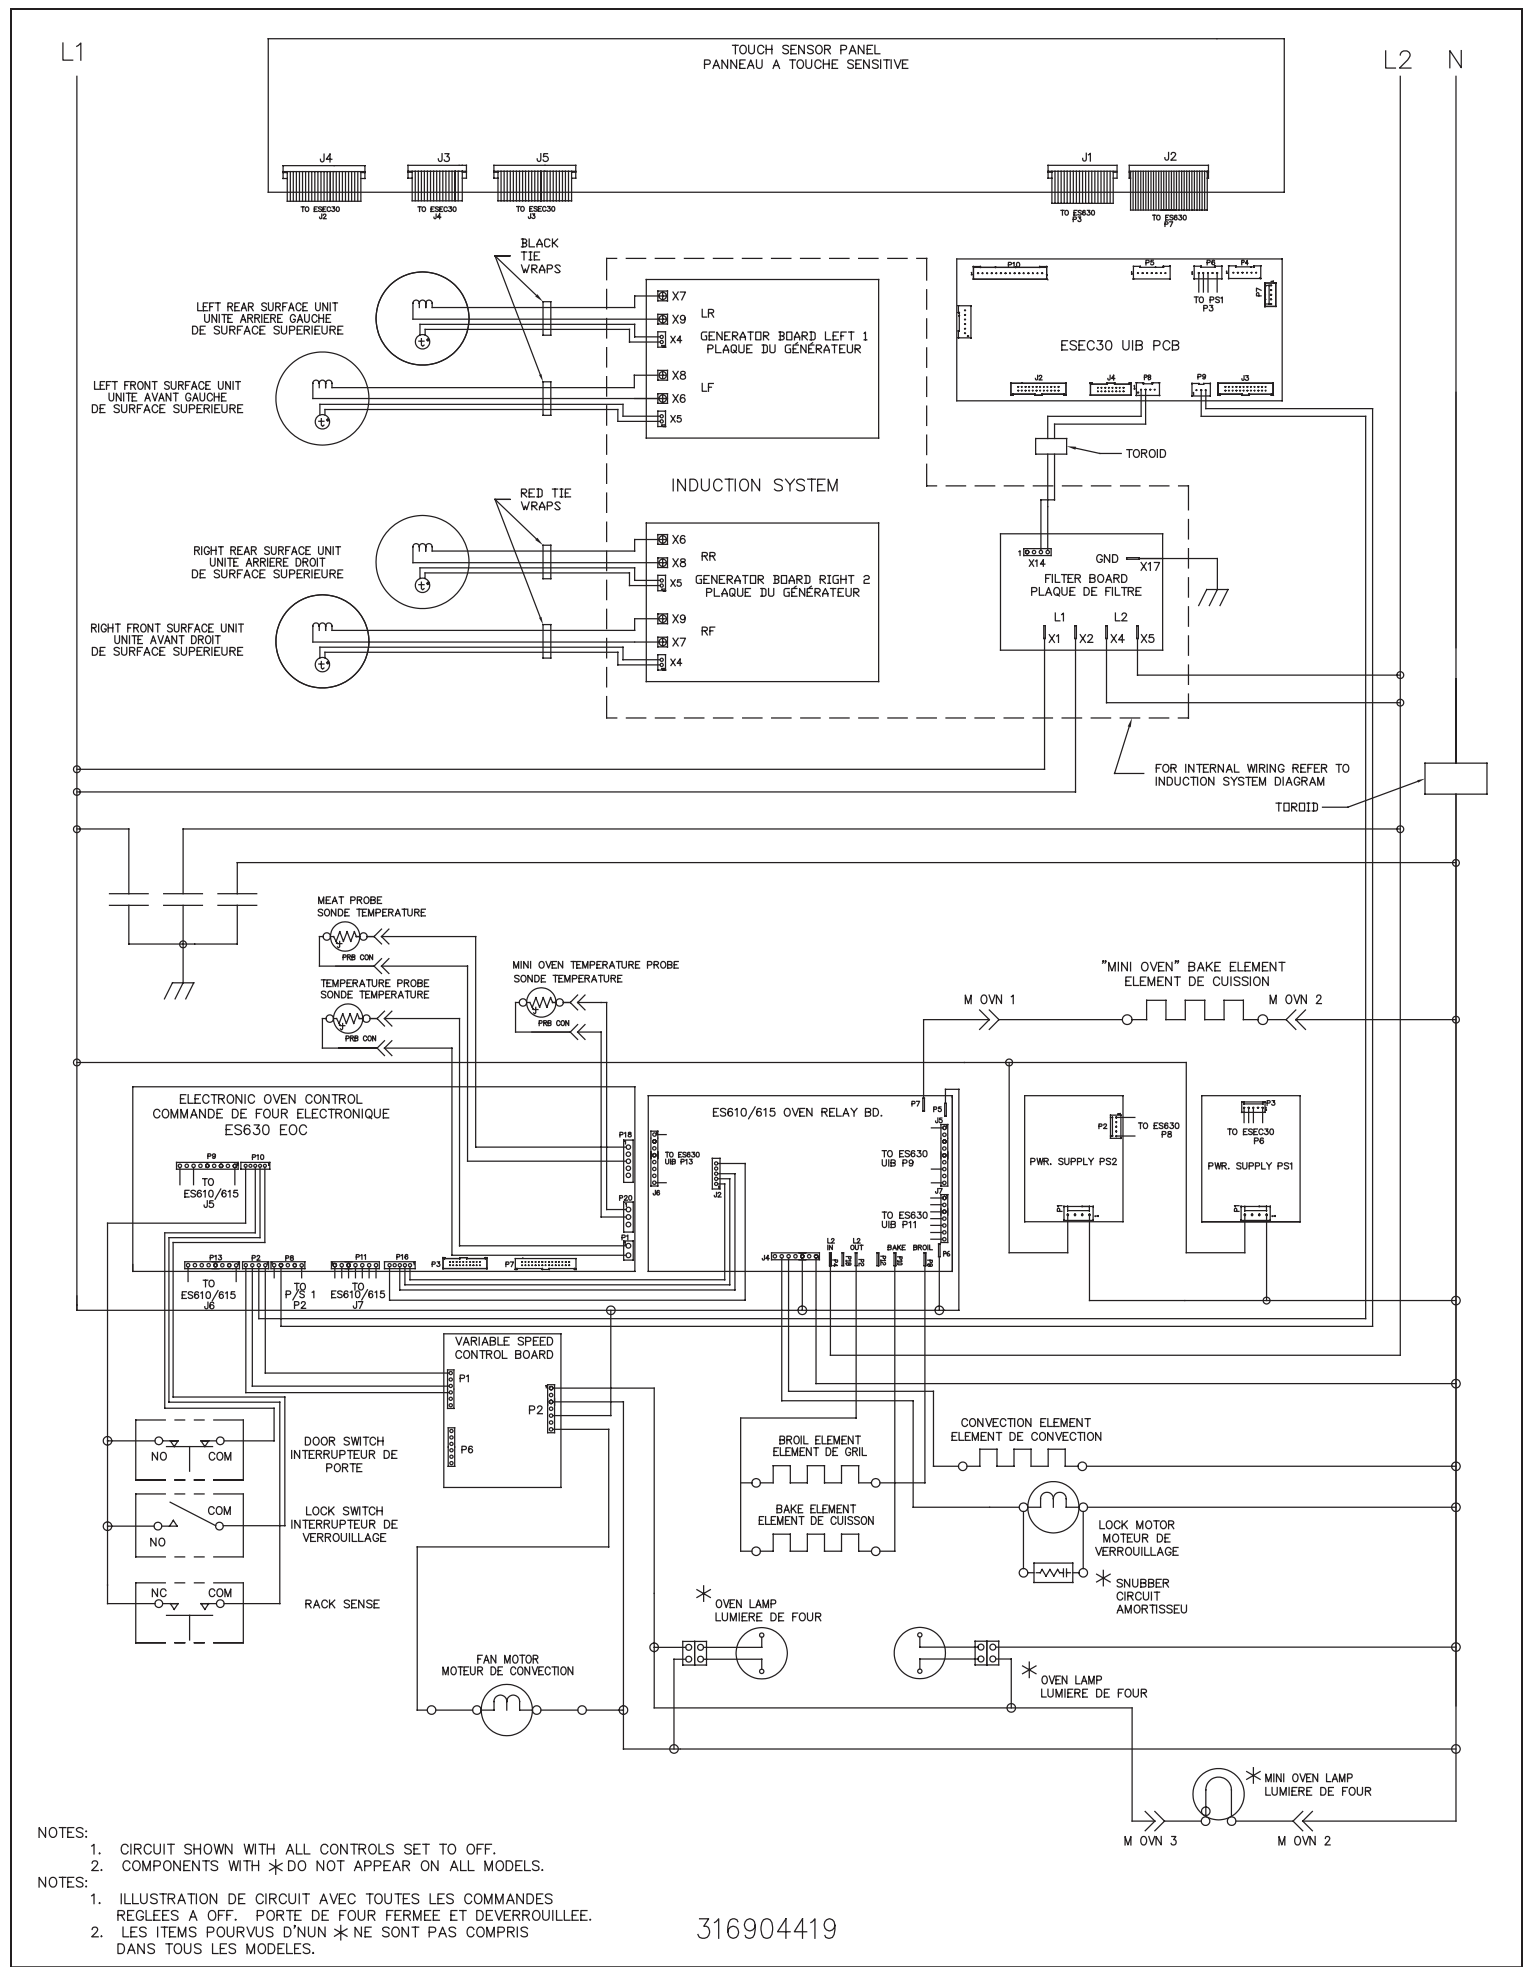 L1
L2
N
TOUCH SENSOR PANEL
PANNEAU A TOUCHE SENSITIVE
J4
J3
J5
J1
J2
TO ESEC30
J2
TO ESEC30
J4
TO ESEC30
J3
TO ES630
P3
TO ES630
P7
BLACK
TIE
WRAPS
LEFT REAR SURFACE UNIT
UNITE ARRIERE GAUCHE
DE SURFACE SUPERIEURE
X7
LR
X9
X4
GENERATOR BOARD LEFT 1
PLAQUE DU GÉNÉRATEUR
LEFT FRONT SURFACE UNIT
UNITE AVANT GAUCHE
DE SURFACE SUPERIEURE
X8
LF
X6
X5
P10
P5
P6
P4
TO PS1
P3
P7
ESEC30 UIB PCB
J2
J4
P8
P9
J3
TOROID
INDUCTION SYSTEM
RED TIE
WRAPS
RIGHT REAR SURFACE UNIT
UNITE ARRIERE DROIT
DE SURFACE SUPERIEURE
X6
RR
X8
X5
GENERATOR BOARD RIGHT 2
PLAQUE DU GÉNÉRATEUR
RIGHT FRONT SURFACE UNIT
UNITE AVANT DROIT
DE SURFACE SUPERIEURE
X9
RF
X7
X4
1
X14
GND
X17
FILTER BOARD
PLAQUE DE FILTRE
L1
L2
X1
X2
X4
X5
FOR INTERNAL WIRING REFER TO
INDUCTION SYSTEM DIAGRAM
TOROID
MEAT PROBE
SONDE TEMPERATURE
PRB CON
TEMPERATURE PROBE
SONDE TEMPERATURE
PRB CON
MINI OVEN TEMPERATURE PROBE
SONDE TEMPERATURE
PRB CON
"MINI OVEN" BAKE ELEMENT
ELEMENT DE CUISSION
M OVN 1
M OVN 2
ELECTRONIC OVEN CONTROL
COMMANDE DE FOUR ELECTRONIQUE
ES630 EOC
P9
P10
TO
ES610/615
J5
P18
P20
P1
P13
P2
P8
P11
P16
P3
P7
TO
ES610/615
J6
TO
P/S 1
P2
TO
ES610/615
J7
ES610/615 OVEN RELAY BD.
P7
P5
J5
TO ES630
UIB P13
J6
J2
TO ES630
UIB P9
J7
TO ES630
UIB P11
J4
L2
IN
L2
OUT
BAKE
BROIL
P4
P2
P6
P2
TO ES630
P8
PWR. SUPPLY PS2
P1
P3
TO ESEC30
P6
PWR. SUPPLY PS1
P1
VARIABLE SPEED
CONTROL BOARD
P1
P2
P6
DOOR SWITCH
INTERRUPTEUR DE
PORTE
NO
COM
LOCK SWITCH
INTERRUPTEUR DE
VERROUILLAGE
COM
NO
RACK SENSE
NC
COM
BROIL ELEMENT
ELEMENT DE GRIL
BAKE ELEMENT
ELEMENT DE CUISSON
CONVECTION ELEMENT
ELEMENT DE CONVECTION
LOCK MOTOR
MOTEUR DE
VERROUILLAGE
* SNUBBER
CIRCUIT
AMORTISSEU
* OVEN LAMP
LUMIERE DE FOUR
* OVEN LAMP
LUMIERE DE FOUR
FAN MOTOR
MOTEUR DE CONVECTION
* MINI OVEN LAMP
LUMIERE DE FOUR
M OVN 3
M OVN 2
NOTES:
1. CIRCUIT SHOWN WITH ALL CONTROLS SET TO OFF.
2. COMPONENTS WITH * DO NOT APPEAR ON ALL MODELS.
NOTES:
1. ILLUSTRATION DE CIRCUIT AVEC TOUTES LES COMMANDES
REGLEES A OFF. PORTE DE FOUR FERMEE ET DEVERROUILLEE.
2. LES ITEMS POURVUS D'NUN * NE SONT PAS COMPRIS
DANS TOUS LES MODELES.
316904419